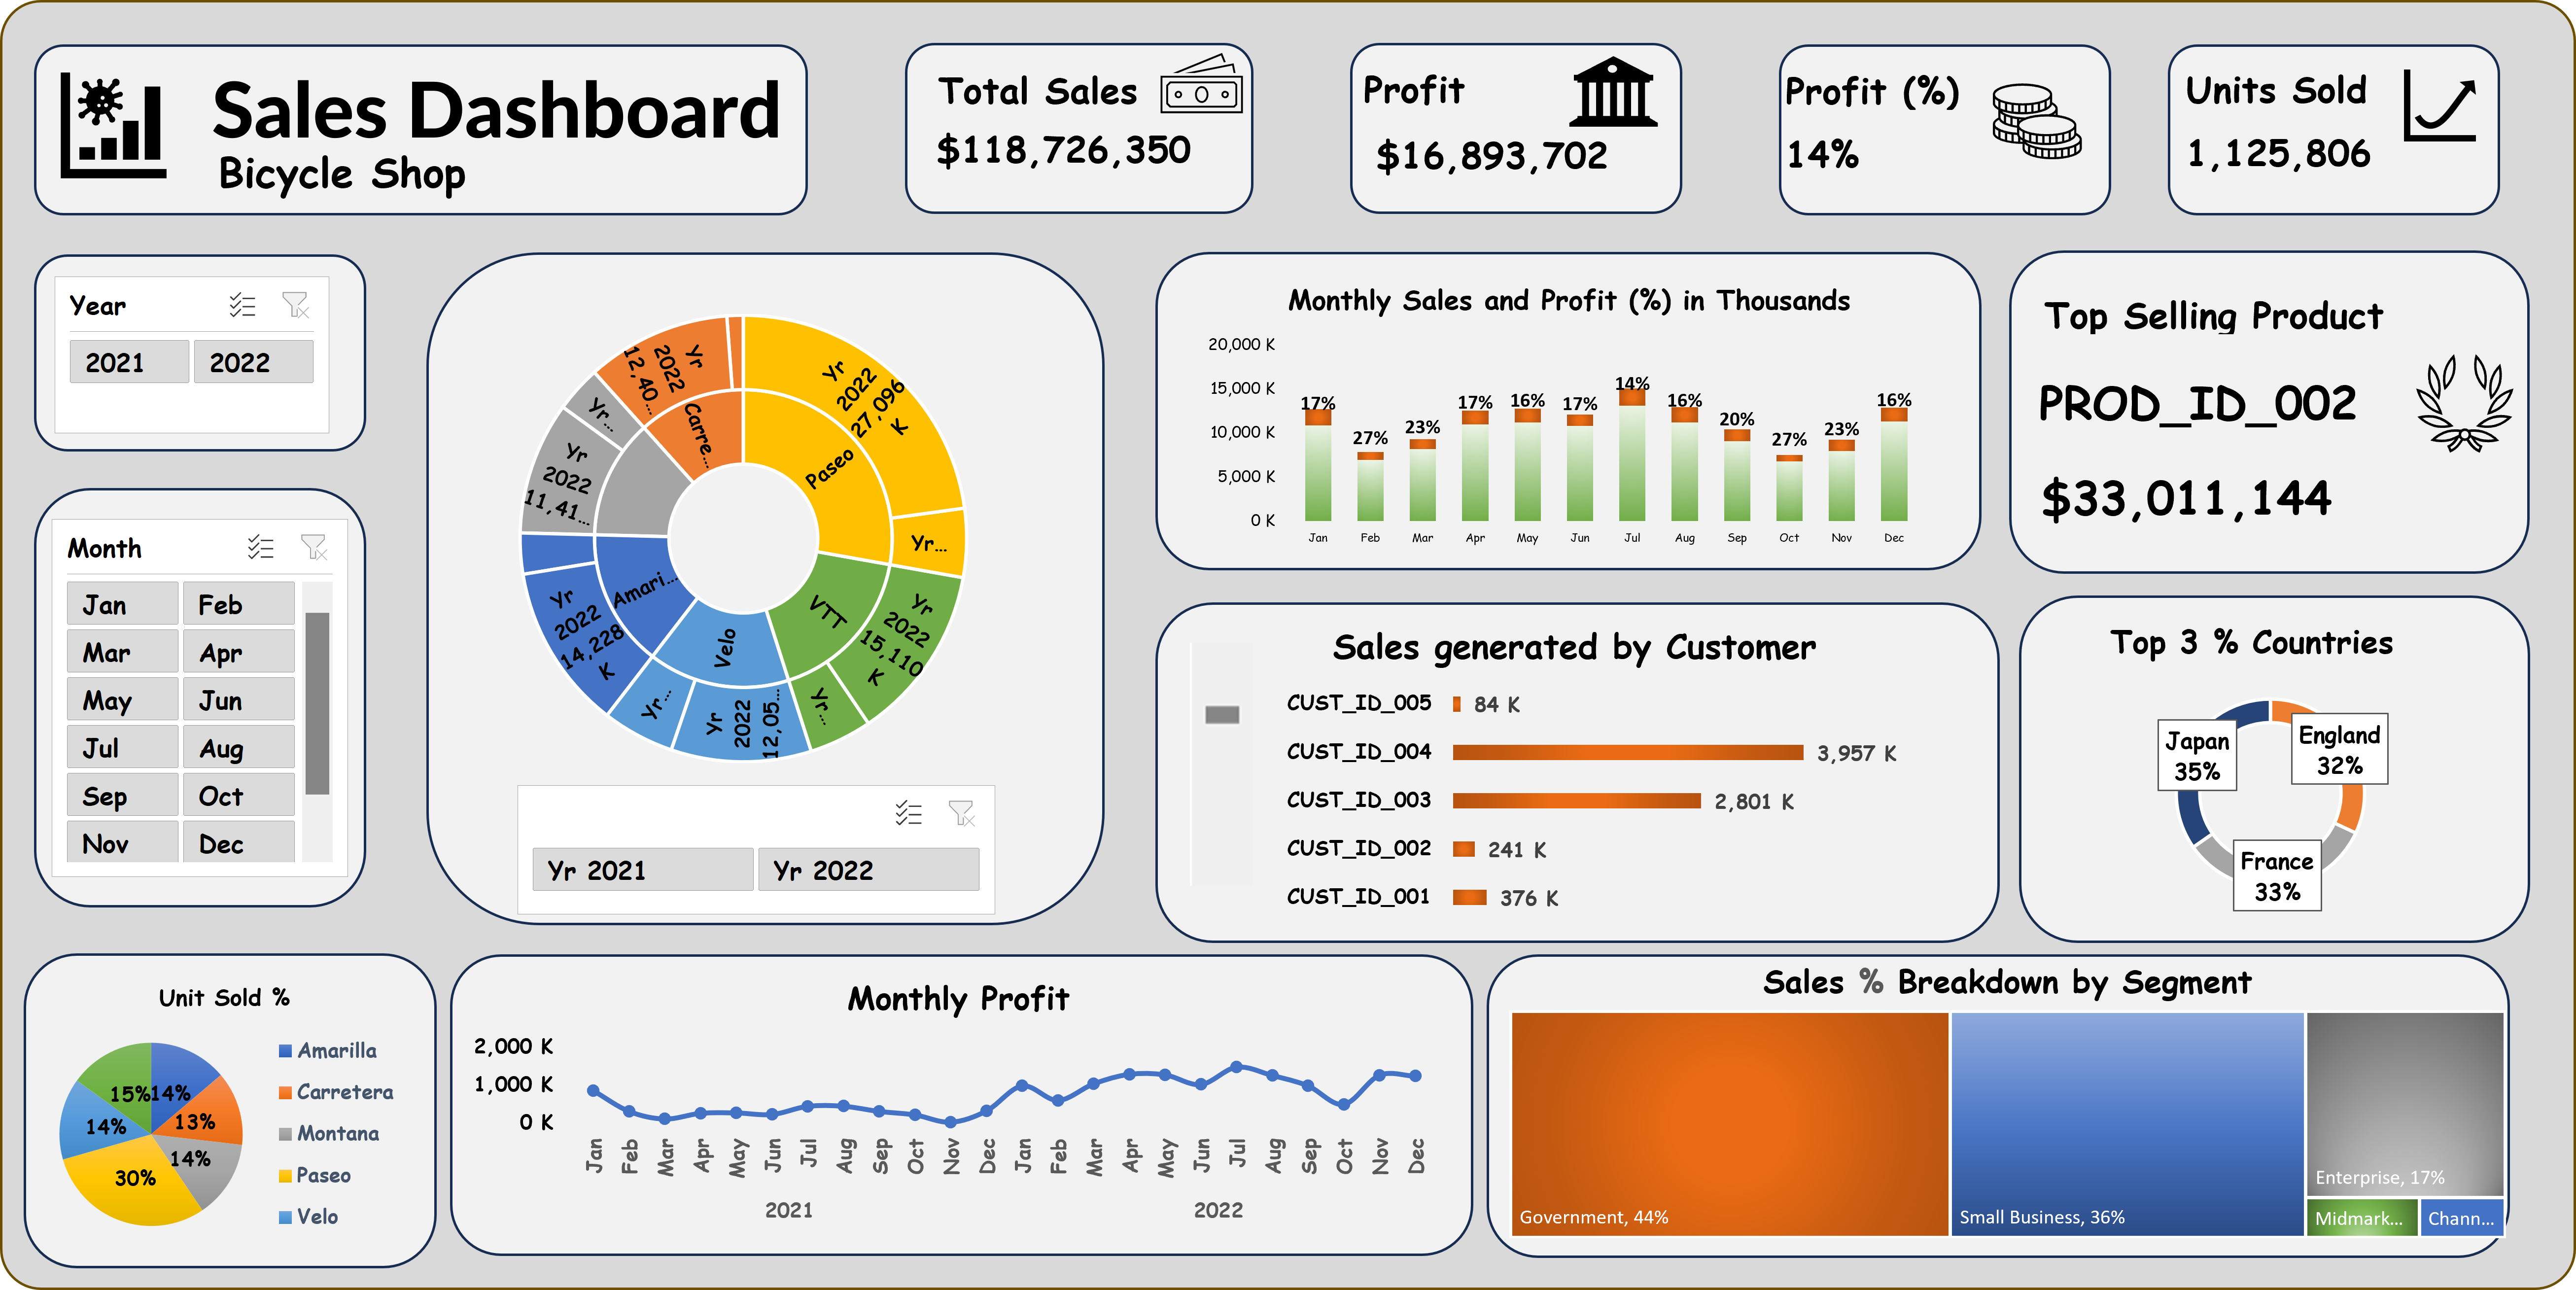 Sales Dashboard
Bicycle Shop
Total Sales
$118,726,350
Profit
$16,893,702
Profit (%)
14%
Units Sold
1,125,806
Year
2021 2022
Month
Jan Feb
Mar Apr
May Jun
Jul Aug
Sep Oct
Nov Dec
Paseo
Yr
2022
27,096
K
Yr...
VTT
Yr
2022
15,110
K
Yr...
Velo
Yr
2022
12,05...
Yr...
Amari...
Yr
2022
14,228
K
Yr
2022
11,41...
Yr...
Carre...
Yr
2022
12,40...
Yr 2021 Yr 2022
Monthly Sales and Profit (%) in Thousands
20,000 K
15,000 K
10,000 K
5,000 K
0 K
17% 27% 23% 17% 16% 17% 14% 16% 20% 27% 23% 16%
Jan Feb Mar Apr May Jun Jul Aug Sep Oct Nov Dec
Top Selling Product
PROD_ID_002
$33,011,144
Sales generated by Customer
CUST_ID_005 84 K
CUST_ID_004 3,957 K
CUST_ID_003 2,801 K
CUST_ID_002 241 K
CUST_ID_001 376 K
Top 3 % Countries
Japan
35%
England
32%
France
33%
Unit Sold %
15% 14%
13%
14%
14%
30%
Amarilla
Carretera
Montana
Paseo
Velo
Monthly Profit
2,000 K
1,000 K
0 K
Jan Feb Mar Apr May Jun Jul Aug Sep Oct Nov Dec Jan Feb Mar Apr May Jun Jul Aug Sep Oct Nov Dec
2021 2022
Sales % Breakdown by Segment
Government, 44%
Small Business, 36%
Enterprise, 17%
Midmark...
Chann...